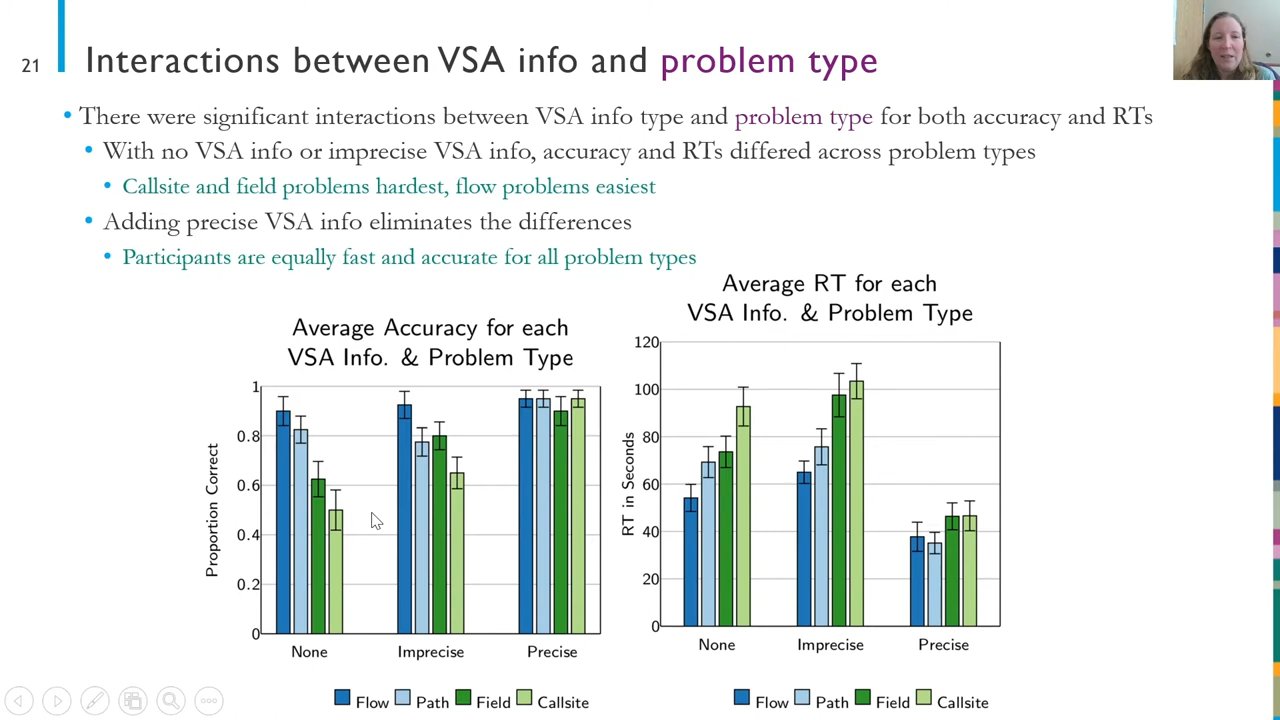 21
Interactions between VSA info and problem type
• There were significant interactions between VSA info type and problem type for both accuracy and RTs
• With no VSA info or imprecise VSA info, accuracy and RTs differed across problem types
• Callsite and field problems hardest, flow problems easiest
• Adding precise VSA info eliminates the differences
• Participants are equally fast and accurate for all problem types
Average Accuracy for each
VSA Info. & Problem Type
Proportion Correct
1
0.8
0.6
0.4
0.2
0
None Imprecise Precise
Flow Path Field Callsite
Average RT for each
VSA Info. & Problem Type
RT in Seconds
120
100
80
60
40
20
0
None Imprecise Precise
Flow Path Field Callsite